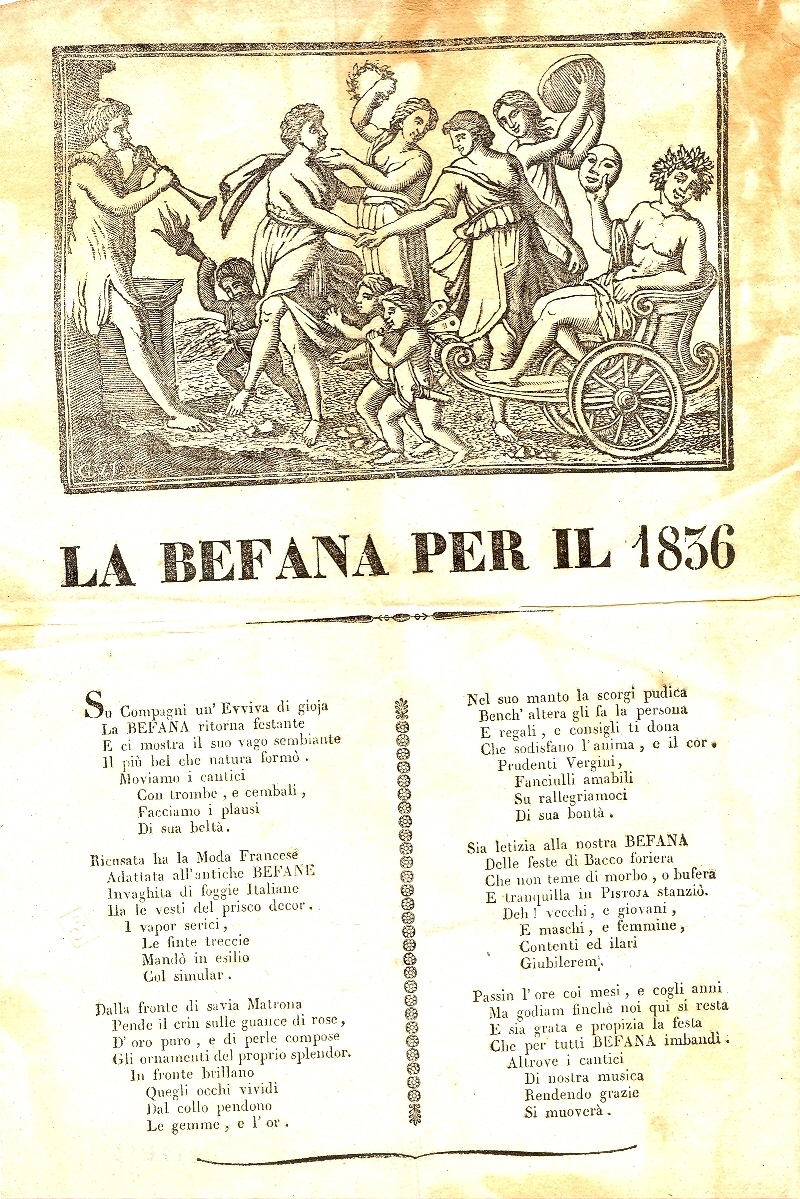 LA BEFANA PER IL 1836
Su Compagni un' Evviva di gioja
La BEFANA ritorna festante
E ci mostra il suo vago sembiante
Il più bel che natura formò .
Moviamo i cantici
Con trombe , e cembali ,
Facciamo i plausi
Di sua beltà .
Ricusata ha la Moda Francese
Adattata all'antiche BEFANE
Invaghita di foggie Italiane
Ha le vesti del prisco decor .
I vapor serici ,
Le finte treccie
Mandò in esilio
Col simular .
Dalla fronte di savia Matrona
Pende il crin sulle guance di rose,
D' oro puro , e di perle compose
Gli ornamenti del proprio splendor.
In fronte brillano
Quegli occhi vividi
Dal collo pendono
Le gemme , e l' or .
Nel suo manto la scorgi pudica
Bench' altera gli fa la persona
E regali , e consigli ti dona
Che sodisfano l' anima , e il cor .
Prudenti Vergini,
Fanciulli amabili
Su rallegriamoci
Di sua bontà .
Sia letizia alla nostra BEFANA
Delle feste di Bacco foriera
Che non teme di morbo , o bufera
E tranquilla in PISTOJA stanziò.
Deh ! vecchi , e giovani ,
E maschi , e femmine ,
Contenti ed ilari
Giubilerem.
Passin l' ore coi mesi , e cogli anni
Ma godiam finchè noi qui si resta
E sia grata e propizia la festa
Che per tutti BEFANA imbandì .
Altrove i cantici
Di nostra musica
Rendendo grazie
Si muoverà .